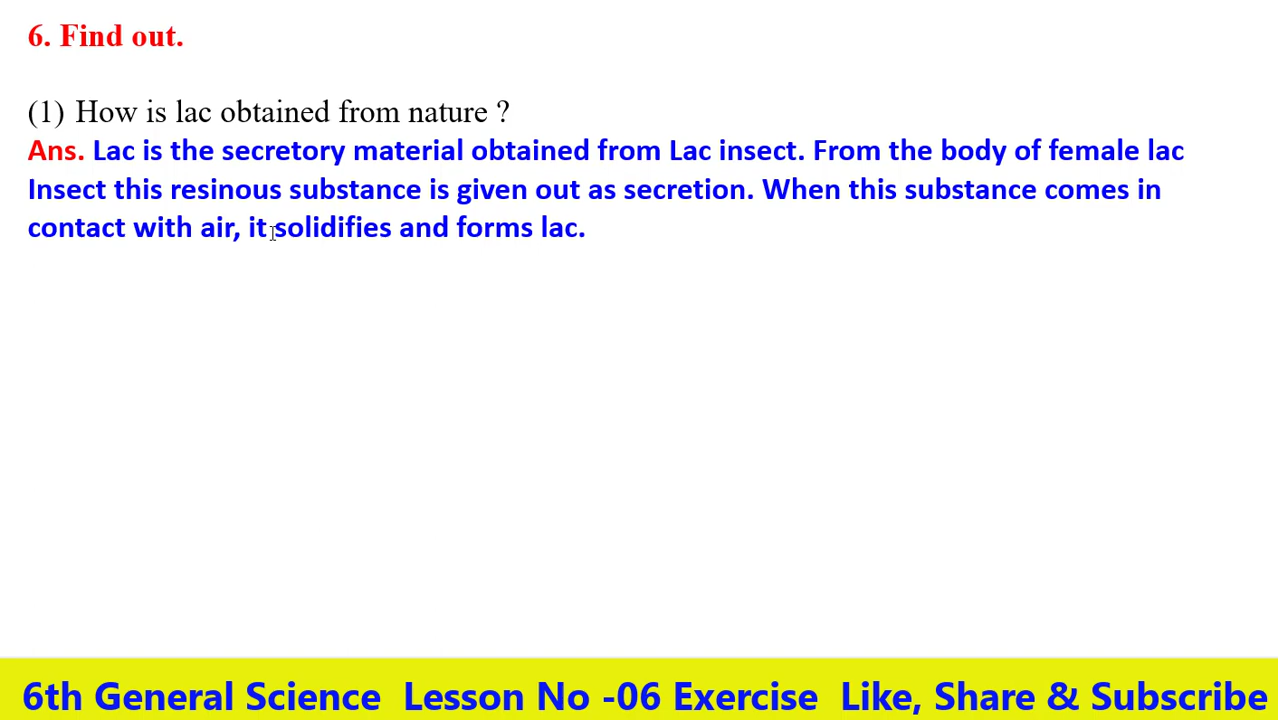 6. Find out.
(1) How is lac obtained from nature ?
Ans. Lac is the secretory material obtained from Lac insect. From the body of female lac
Insect this resinous substance is given out as secretion. When this substance comes in
contact with air, it solidifies and forms lac.
6th General Science Lesson No -06 Exercise Like, Share & Subscribe